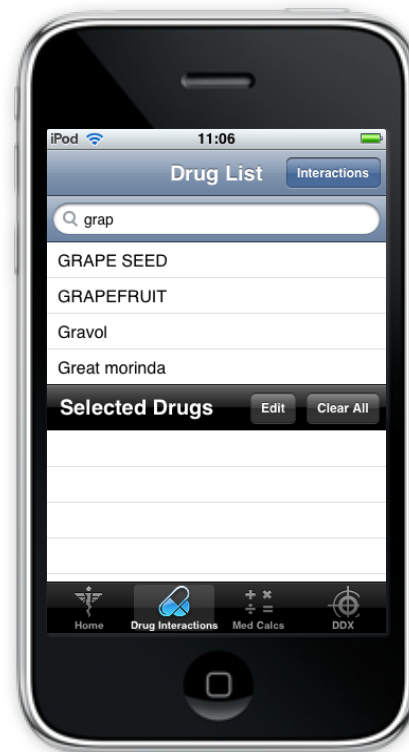 iPod 11:06
Drug List Interactions
grap
GRAPE SEED
GRAPEFRUIT
Gravol
Great morinda
Selected Drugs Edit Clear All
Home Drug Interactions Med Calcs DDX